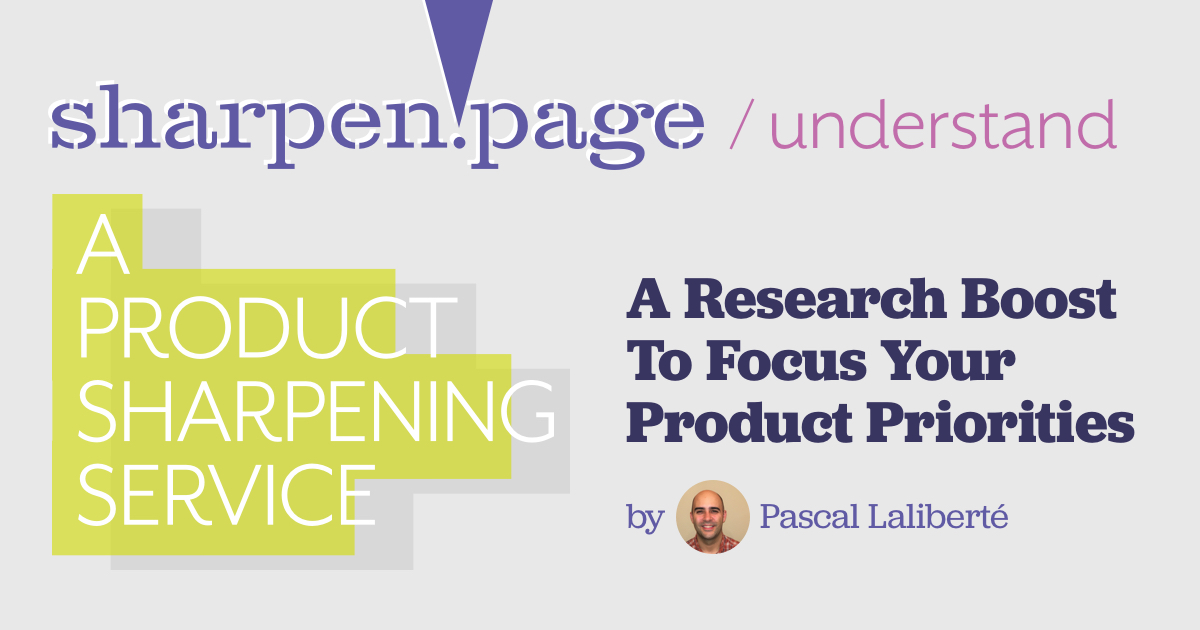 sharpen.page / understand
A
PRODUCT
SHARPENING
SERVICE
A Research Boost
To Focus Your
Product Priorities
by Pascal Laliberté